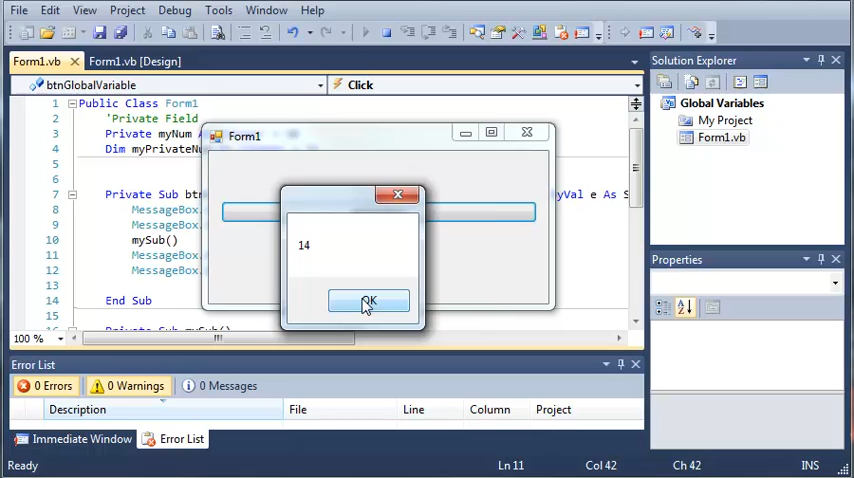 File Edit View Project Debug Tools Window Help
Form1.vb Form1.vb [Design]
btnGlobalVariable Click
1 Public Class Form1
2 'Private Field
3 Private myNum
4 Dim
5
6
7 Private Sub e As
8 MessageBox.
9 MessageBox.
10 mySub()
11 MessageBox.
12 MessageBox.
13
14 End Sub
15
16 Private Sub mySub()
100 %
Form1
14
OK
Solution Explorer
Global Variables
My Project
Form1.vb
Properties
Error List
0 Errors 0 Warnings 0 Messages
Description File Line Column Project
Immediate Window Error List
Ready Ln 11 Col 42 Ch 42 INS